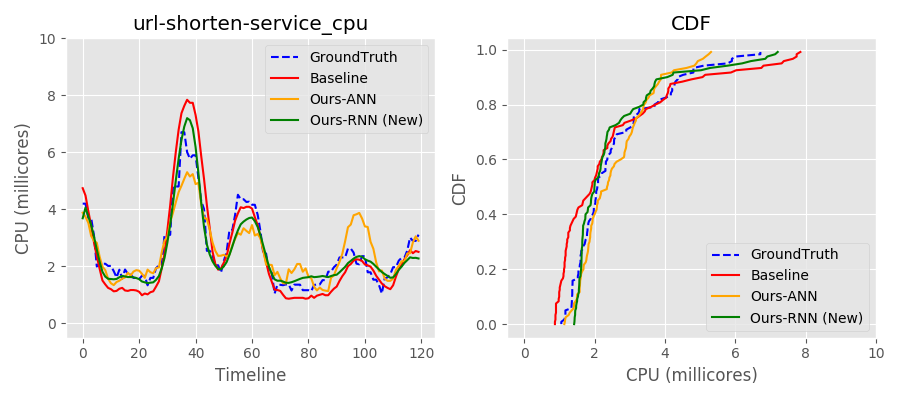 url-shorten-service_cpu
CPU (millicores)
10
8
6
4
2
0
0
20
40
60
80
100
120
Timeline
GroundTruth
Baseline
Ours-ANN
Ours-RNN (New)
CDF
CDF
1.0
0.8
0.6
0.4
0.2
0.0
0
2
4
6
8
10
CPU (millicores)
GroundTruth
Baseline
Ours-ANN
Ours-RNN (New)